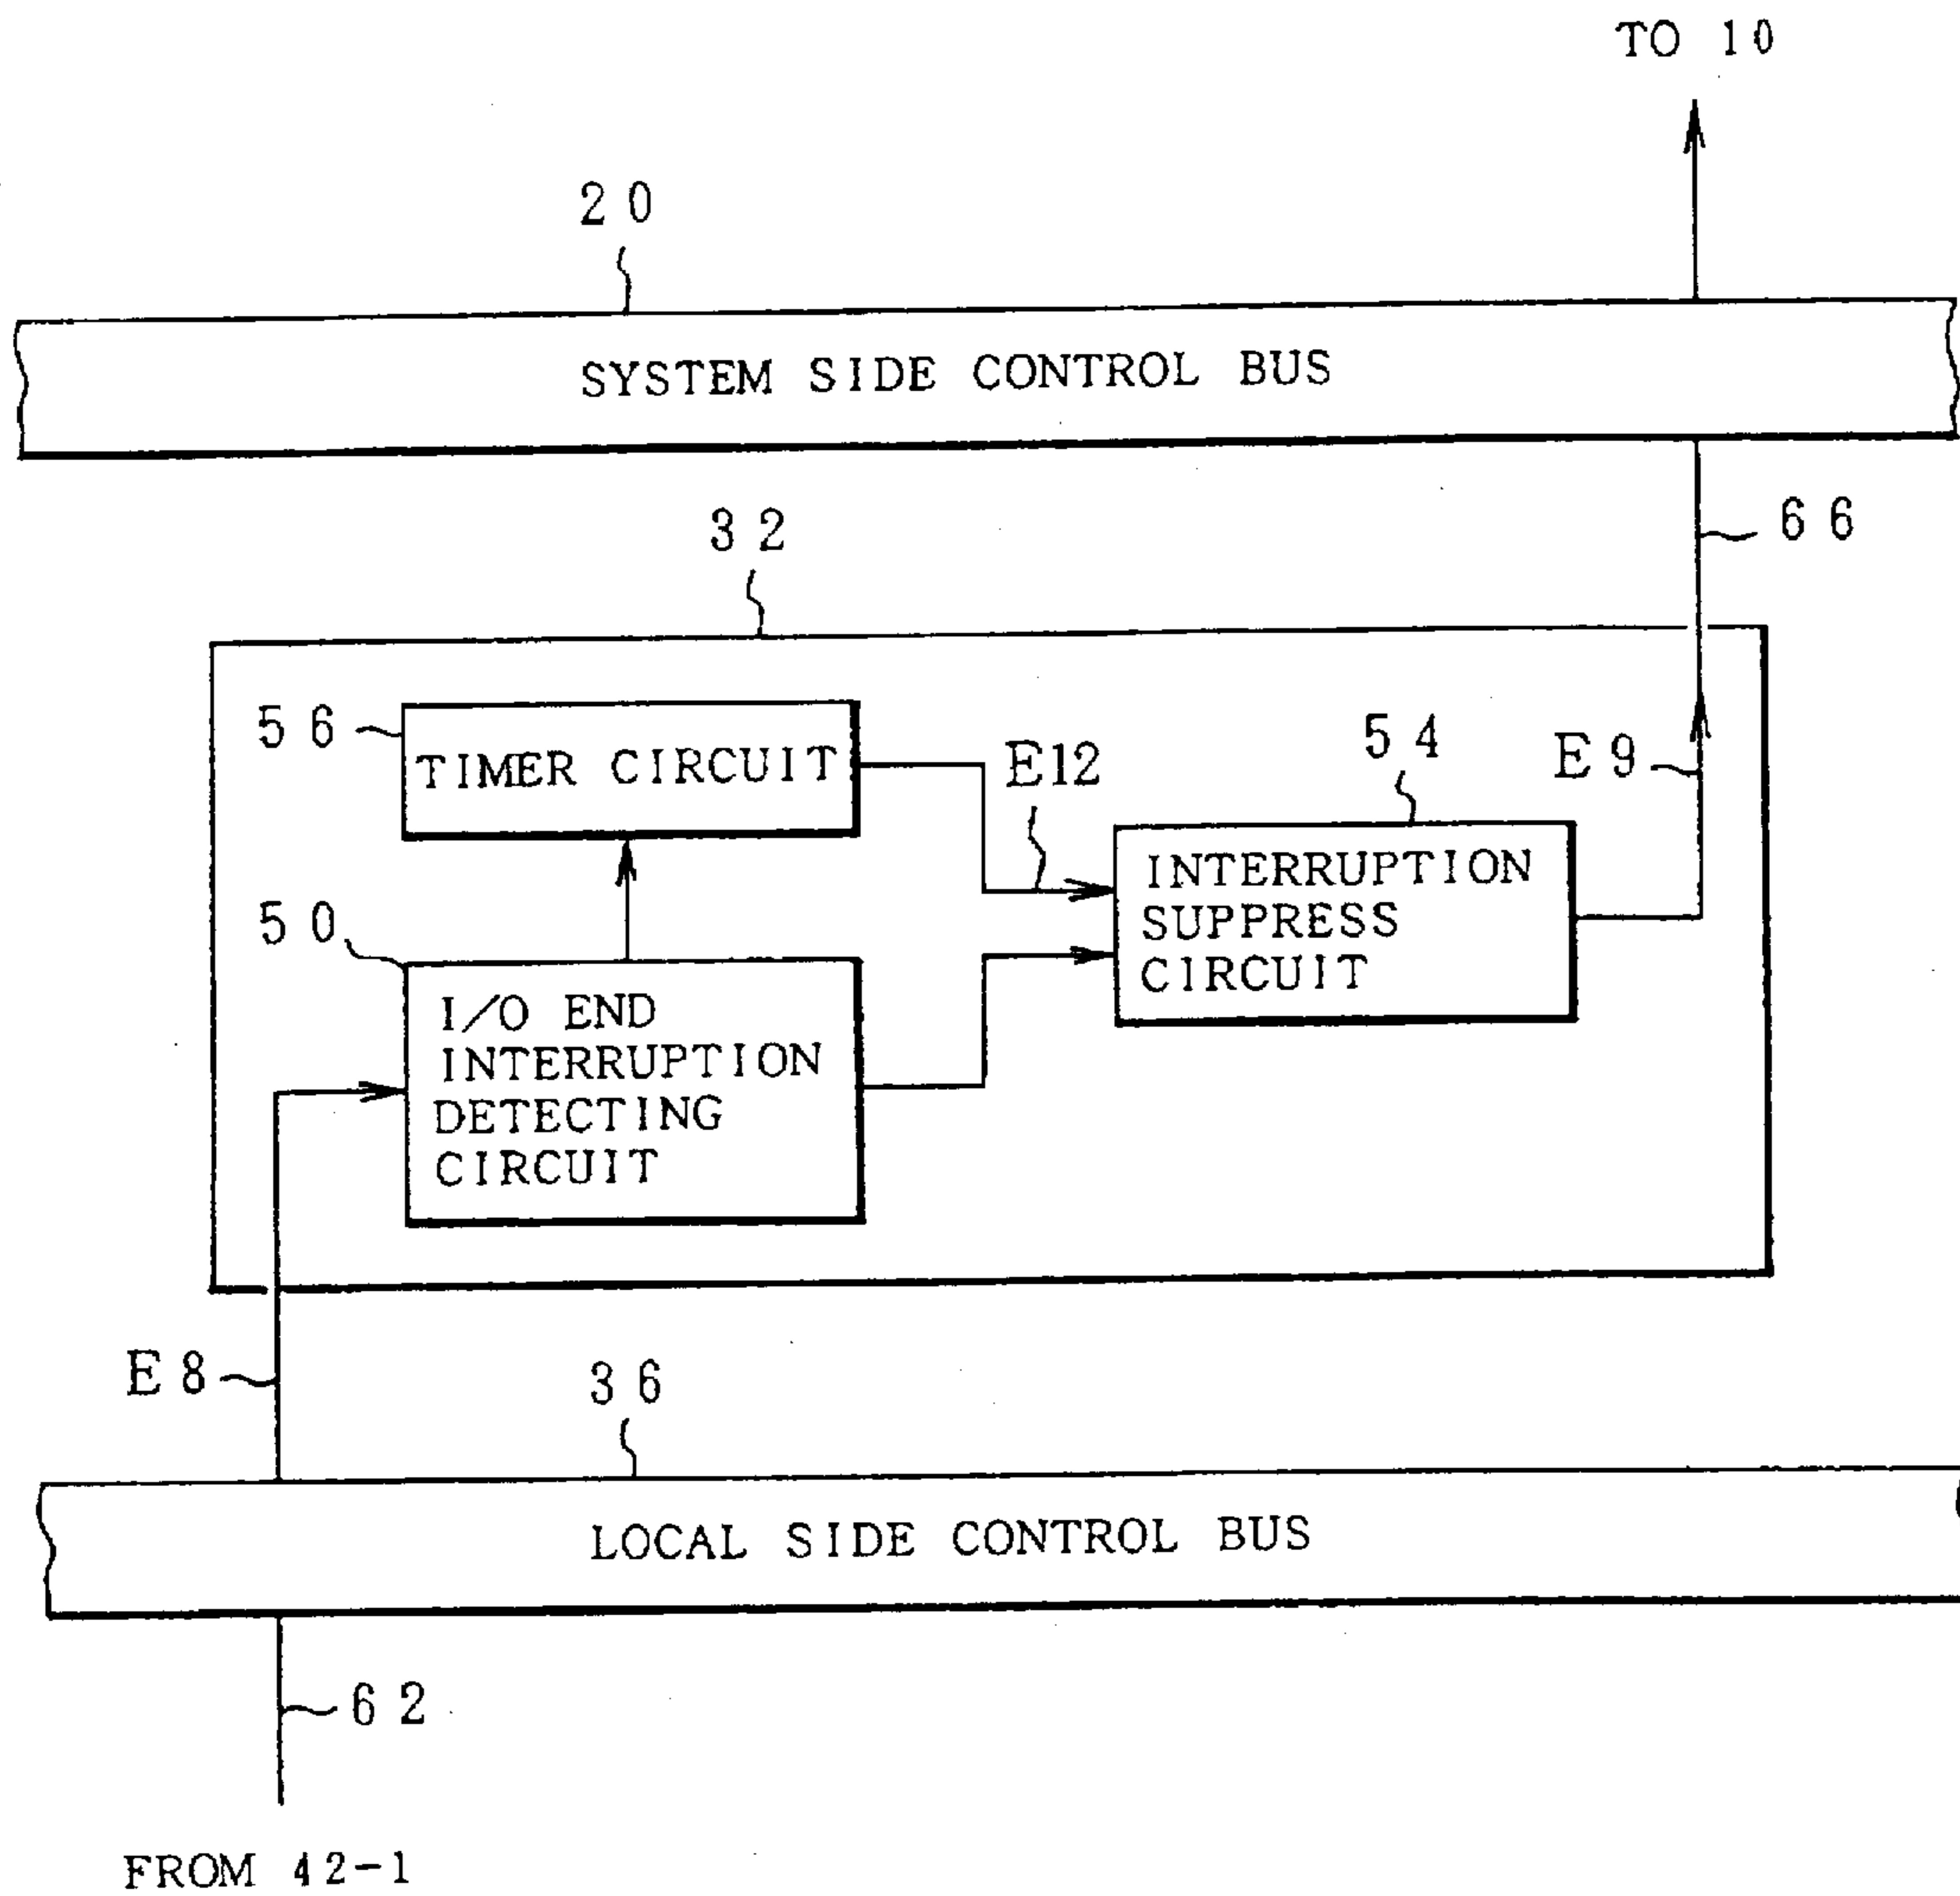 TO 10
20
SYSTEM SIDE CONTROL BUS
66
32
56
TIMER CIRCUIT
E12
54
E9
INTERRUPTION
SUPPRESS
CIRCUIT
50
I/O END
INTERRUPTION
DETECTING
CIRCUIT
E8
36
LOCAL SIDE CONTROL BUS
62
FROM 42-1